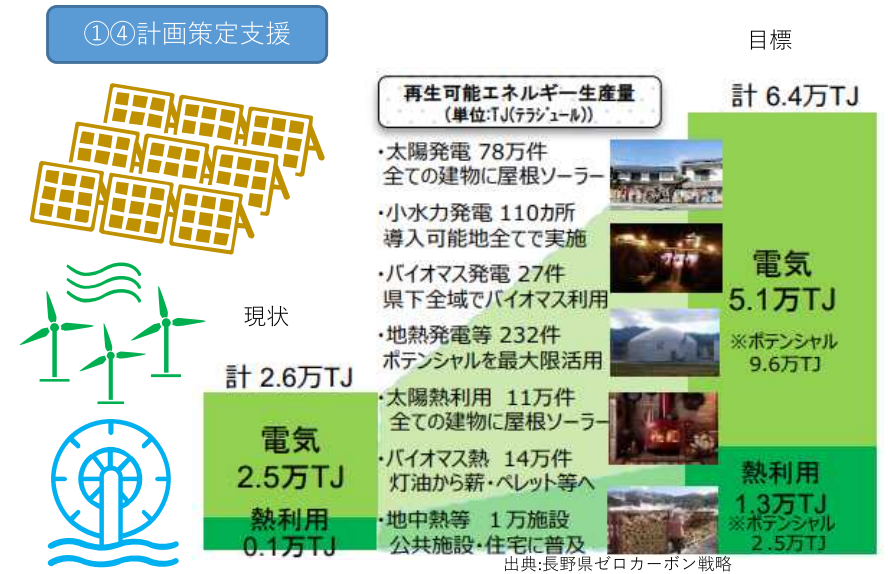 ①④計画策定支援
目標
再生可能エネルギー生産量
(単位:TJ(テラジュール))
計 6.4万TJ
・太陽発電 78万件
全ての建物に屋根ソーラー
・小水力発電 110カ所
導入可能地全てで実施
・バイオマス発電 27件
県下全域でバイオマス利用
・地熱発電等 232件
ポテンシャルを最大限活用
・太陽熱利用 11万件
全ての建物に屋根ソーラー
・バイオマス熱 14万件
灯油から薪・ペレット等へ
・地中熱等 1万施設
公共施設・住宅に普及
電気
5.1万TJ
※ポテンシャル
9.6万TJ
熱利用
1.3万TJ
※ポテンシャル
2.5万TJ
現状
計 2.6万TJ
電気
2.5万TJ
熱利用
0.1万TJ
出典:長野県ゼロカーボン戦略